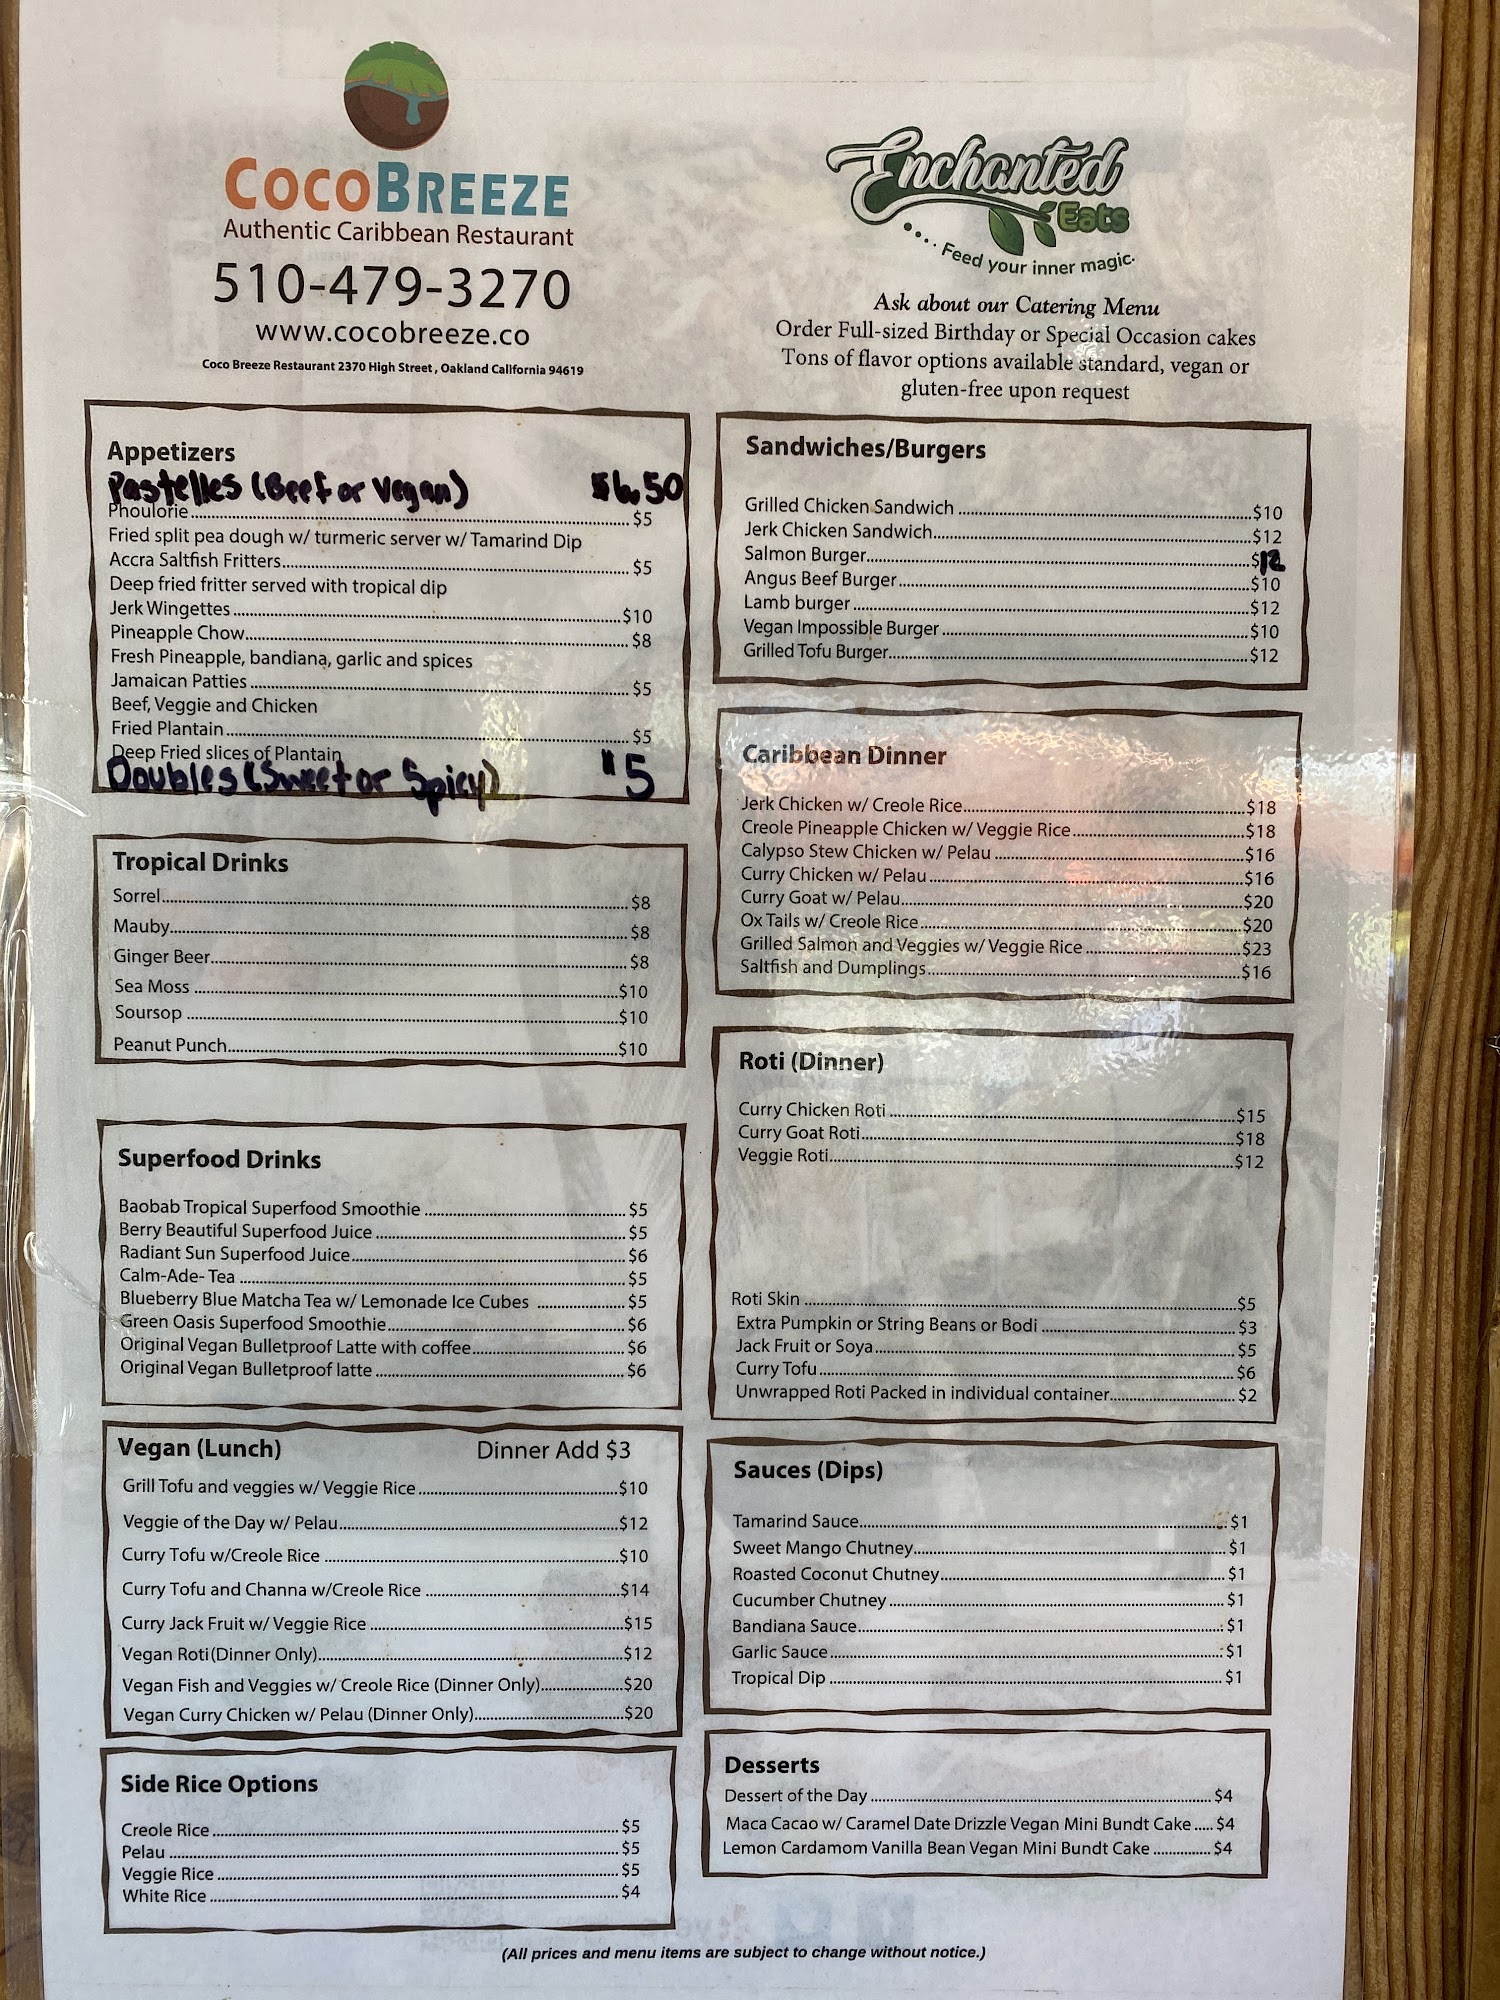 COCOBREEZE
Authentic Caribbean Restaurant
510-479-3270
www.cocobreeze.co
Coco Breeze Restaurant 2370 High Street, Oakland California 94619
Enchanted
Eats
.... Feed your inner magic.
Ask about our Catering Menu
Order Full-sized Birthday or Special Occasion cakes
Tons of flavor options available standard, vegan or
gluten-free upon request
Appetizers
Pastelles (Beef or Vegan) $6.50
Phoulorie $5
Fried split pea dough w/ turmeric server w/ Tamarind Dip
Accra Saltfish Fritters $5
Deep fried fritter served with tropical dip
Jerk Wingettes $10
Pineapple Chow $8
Fresh Pineapple, bandiana, garlic and spices
Jamaican Patties $5
Beef, Veggie and Chicken
Fried Plantain $5
Deep Fried slices of Plantain
Doubles (Sweet or Spicy) $5
Tropical Drinks
Sorrel $8
Mauby $8
Ginger Beer $8
Sea Moss $10
Soursop $10
Peanut Punch $10
Superfood Drinks
Baobab Tropical Superfood Smoothie $5
Berry Beautiful Superfood Juice $5
Radiant Sun Superfood Juice $6
Calm-Ade- Tea $5
Blueberry Blue Matcha Tea w/ Lemonade Ice Cubes $5
Green Oasis Superfood Smoothie $6
Original Vegan Bulletproof Latte with coffee $6
Original Vegan Bulletproof latte $6
Vegan (Lunch) Dinner Add $3
Grill Tofu and veggies w/ Veggie Rice $10
Veggie of the Day w/ Pelau $12
Curry Tofu w/Creole Rice $10
Curry Tofu and Channa w/Creole Rice $14
Curry Jack Fruit w/ Veggie Rice $15
Vegan Roti(Dinner Only) $12
Vegan Fish and Veggies w/ Creole Rice (Dinner Only) $20
Vegan Curry Chicken w/ Pelau (Dinner Only) $20
Side Rice Options
Creole Rice $5
Pelau $5
Veggie Rice $5
White Rice $4
Sandwiches/Burgers
Grilled Chicken Sandwich $10
Jerk Chicken Sandwich $12
Salmon Burger $12
Angus Beef Burger $10
Lamb burger $12
Vegan Impossible Burger $10
Grilled Tofu Burger $12
Caribbean Dinner
Jerk Chicken w/ Creole Rice $18
Creole Pineapple Chicken w/ Veggie Rice $18
Calypso Stew Chicken w/ Pelau $16
Curry Chicken w/ Pelau $16
Curry Goat w/ Pelau $20
Ox Tails w/ Creole Rice $20
Grilled Salmon and Veggies w/ Veggie Rice $23
Saltfish and Dumplings $16
Roti (Dinner)
Curry Chicken Roti $15
Curry Goat Roti $18
Veggie Roti $12
Roti Skin $5
Extra Pumpkin or String Beans or Bodi $3
Jack Fruit or Soya $5
Curry Tofu $6
Unwrapped Roti Packed in individual container $2
Sauces (Dips)
Tamarind Sauce $1
Sweet Mango Chutney $1
Roasted Coconut Chutney $1
Cucumber Chutney $1
Bandiana Sauce $1
Garlic Sauce $1
Tropical Dip $1
Desserts
Dessert of the Day $4
Maca Cacao w/ Caramel Date Drizzle Vegan Mini Bundt Cake $4
Lemon Cardamom Vanilla Bean Vegan Mini Bundt Cake $4
(All prices and menu items are subject to change without notice.)